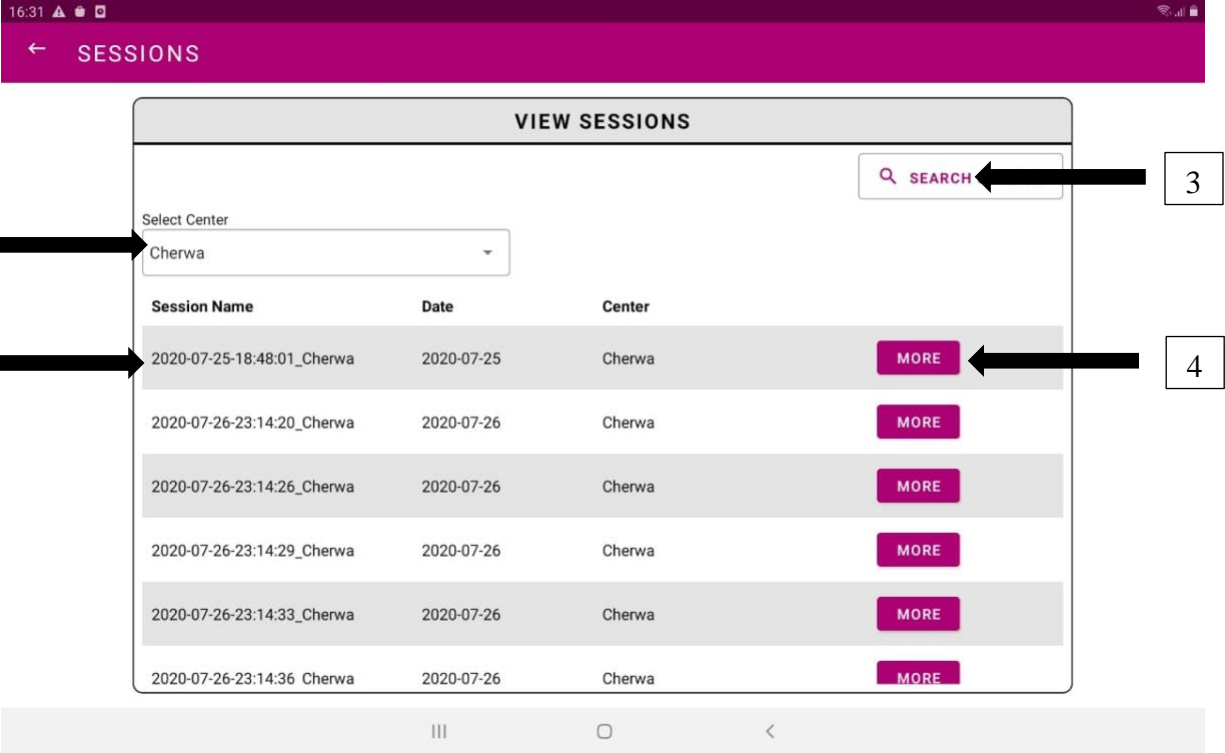 16:31
SESSIONS
VIEW SESSIONS
SEARCH
3
Select Center
Cherwa
Session Name Date Center
2020-07-25-18:48:01_Cherwa 2020-07-25 Cherwa MORE
4
2020-07-26-23:14:20_Cherwa 2020-07-26 Cherwa MORE
2020-07-26-23:14:26_Cherwa 2020-07-26 Cherwa MORE
2020-07-26-23:14:29_Cherwa 2020-07-26 Cherwa MORE
2020-07-26-23:14:33_Cherwa 2020-07-26 Cherwa MORE
2020-07-26-23:14:36 Cherwa 2020-07-26 Cherwa MORE